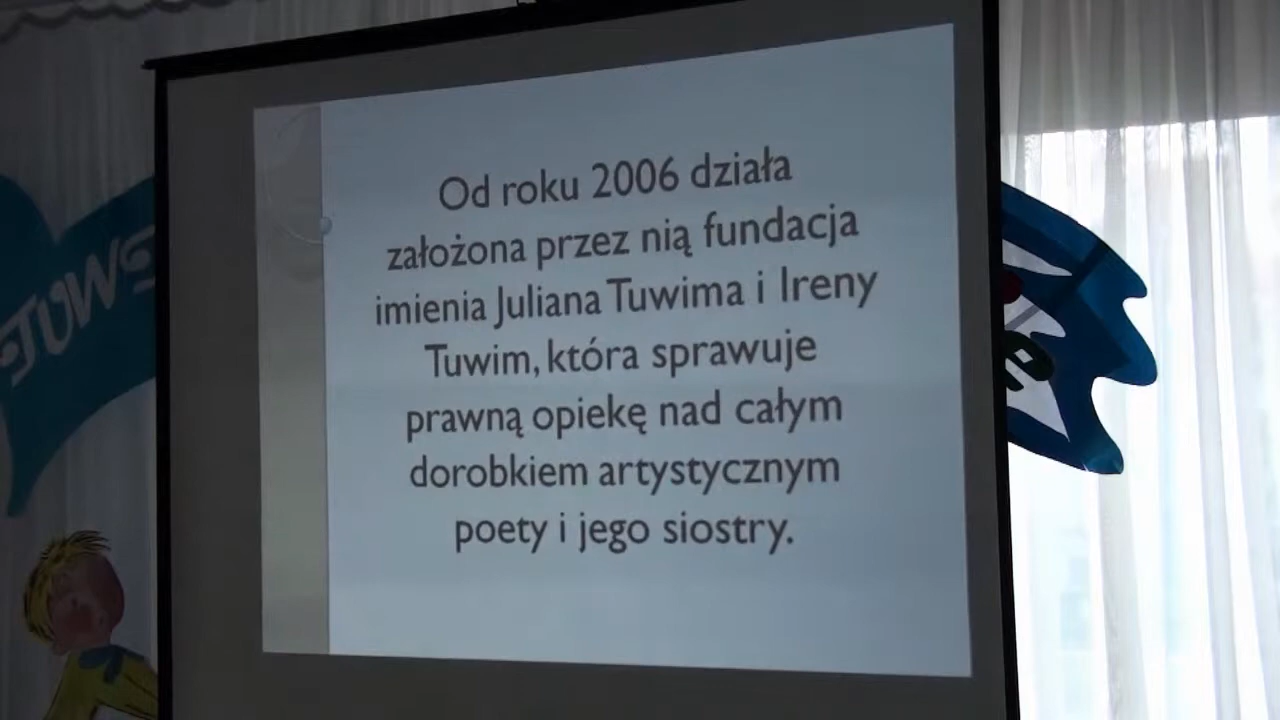 Od roku 2006 działa
założona przez nią fundacja
imienia Juliana Tuwima i Ireny
Tuwim, która sprawuje
prawną opiekę nad całym
dorobkiem artystycznym
poety i jego siostry.